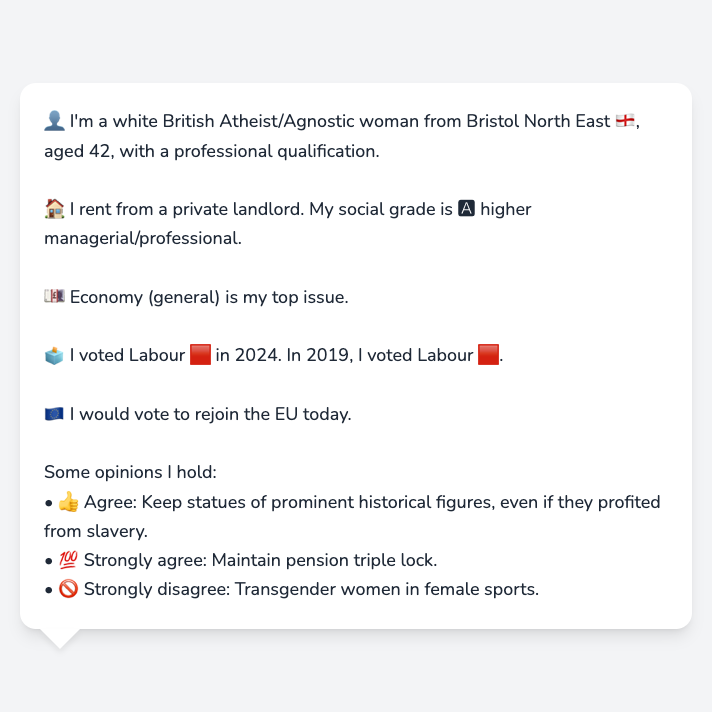 👤 I'm a white British Atheist/Agnostic woman from Bristol North East 🏴󠁧󠁢󠁥󠁮󠁧󠁿,
aged 42, with a professional qualification.
🏠 I rent from a private landlord. My social grade is 🅰 higher
managerial/professional.
💷 Economy (general) is my top issue.
🗳️ I voted Labour 🟥 in 2024. In 2019, I voted Labour 🟥.
🇪🇺 I would vote to rejoin the EU today.
Some opinions I hold:
• 👍 Agree: Keep statues of prominent historical figures, even if they profited
from slavery.
• 💯 Strongly agree: Maintain pension triple lock.
• 🚫 Strongly disagree: Transgender women in female sports.